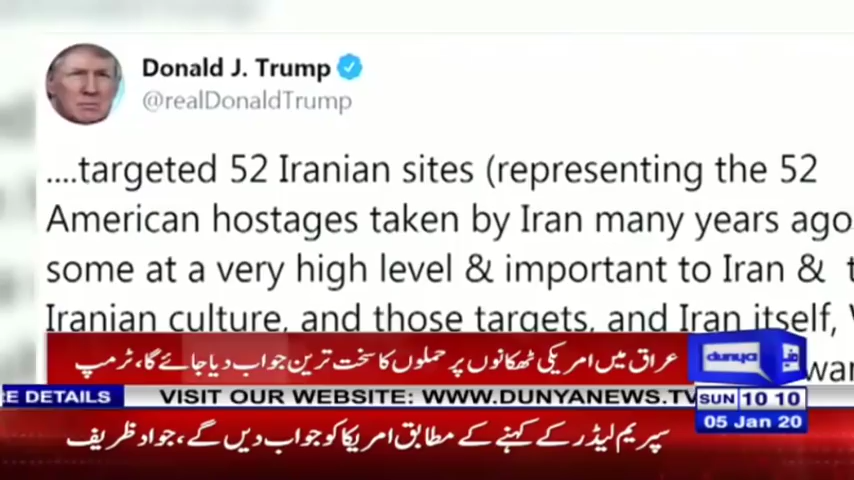 Donald J. Trump
@realDonaldTrump
....targeted 52 Iranian sites (representing the 52
American hostages taken by Iran many years ago
some at a very high level & important to Iran & t
Iranian culture, and those targets, and Iran itself, W
عراق میں امریکی ٹھکانوں پر حملوں کا سخت ترین جواب دیا جائے گا، ٹرمپ
dunya
war
E DETAILS
VISIT OUR WEBSITE: WWW.DUNYANEWS.TV
SUN 10 10
05 Jan 20
سپریم لیڈر کے کہنے کے مطابق امریکا کو جواب دیں گے، جواد ظریف